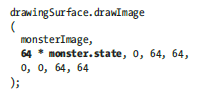 drawingSurface.drawImage
(
monsterImage,
64 * monster.state, 0, 64, 64,
0, 0, 64, 64
);